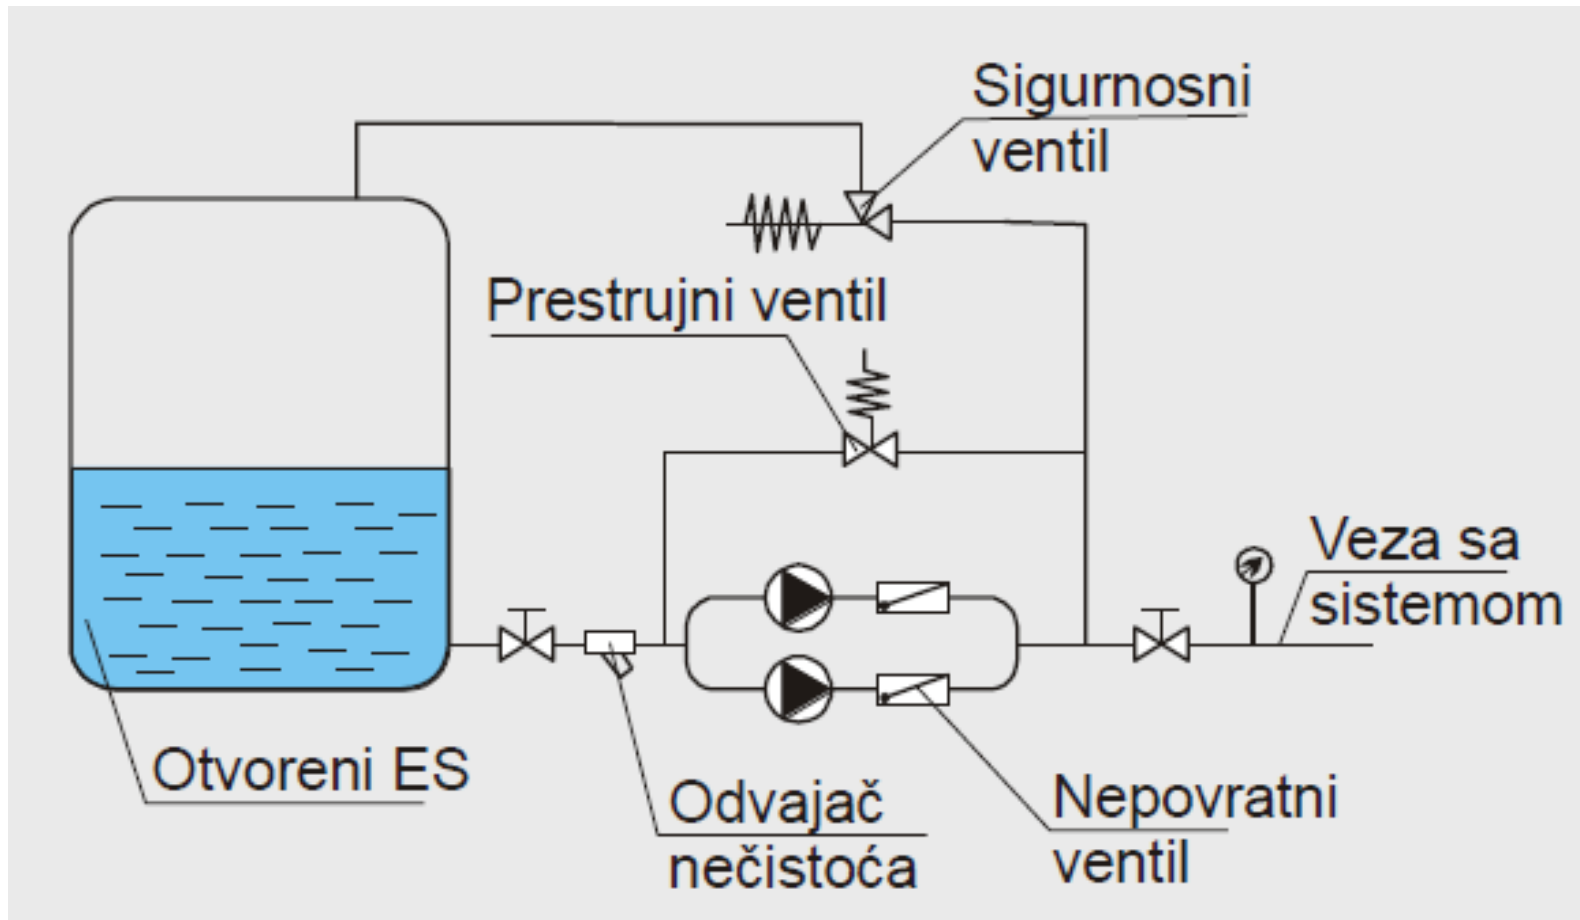 Sigurnosni
ventil
Prestrujni ventil
Veza sa
sistemom
Otvoreni ES
Odvajač
nečistoća
Nepovratni
ventil